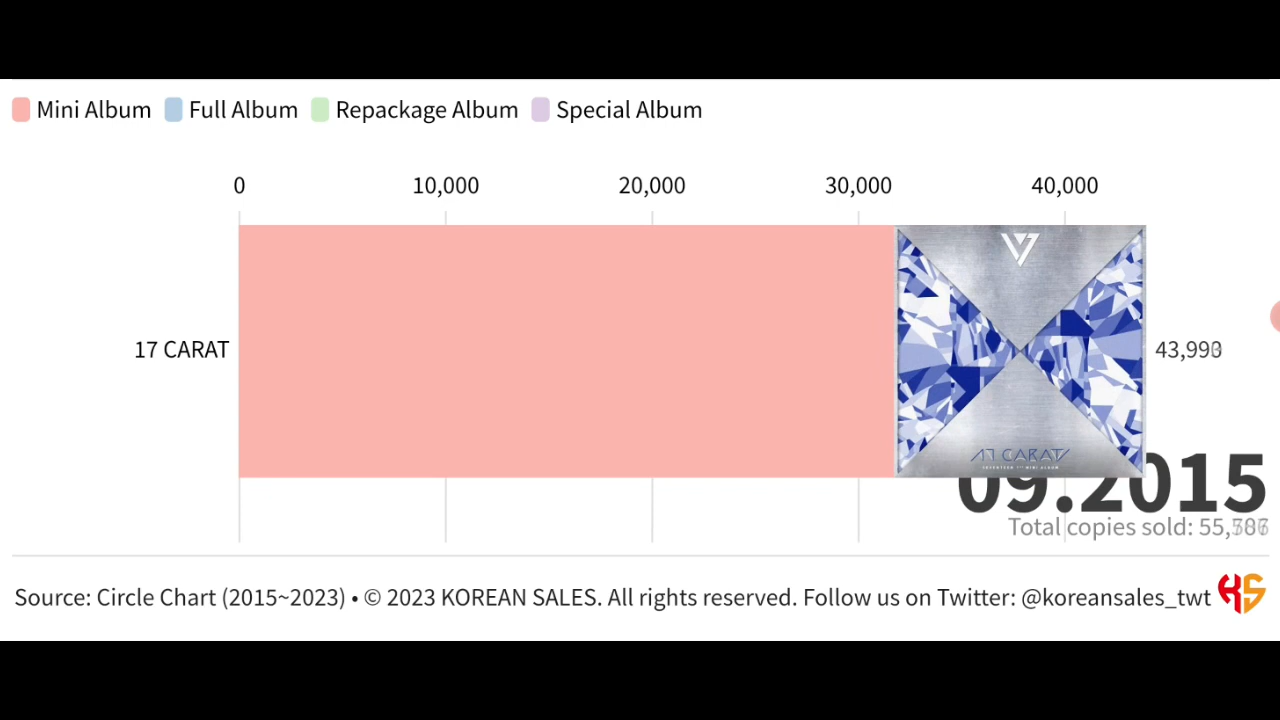 Mini Album Full Album Repackage Album Special Album
0 10,000 20,000 30,000 40,000
17 CARAT
17 CARAT
09.2015
Total copies sold:
Source: Circle Chart (2015~2023) • © 2023 KOREAN SALES. All rights reserved. Follow us on Twitter: @koreansales_twt KS